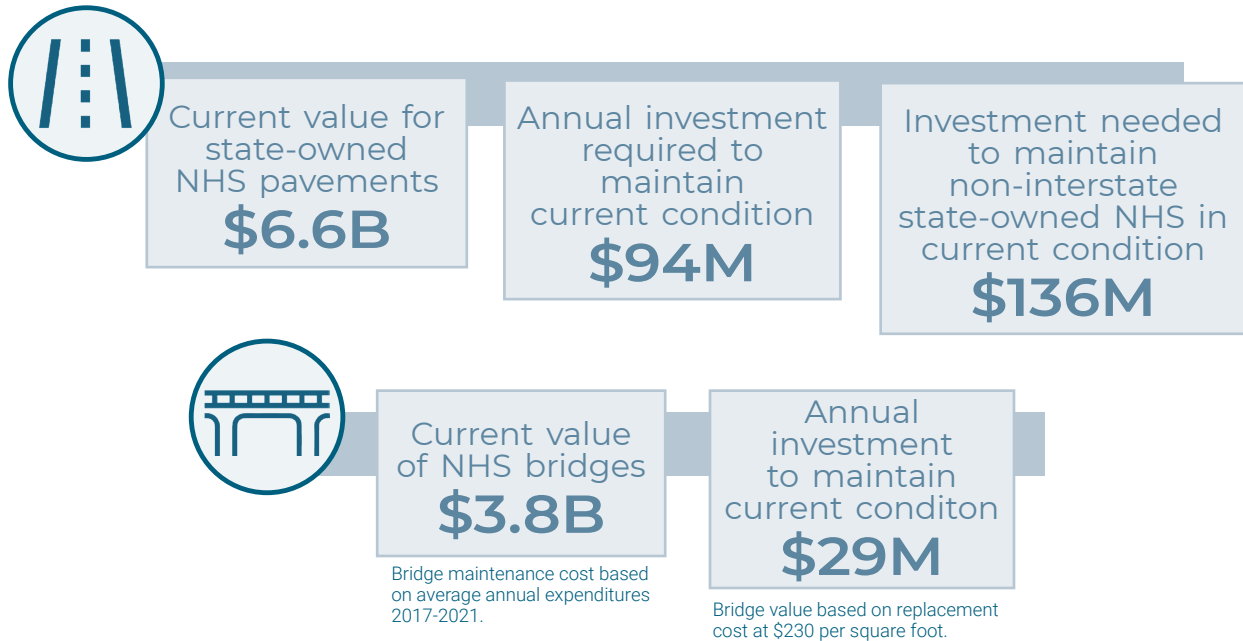 Current value for
state-owned
NHS pavements
$6.6B
Annual investment
required to
maintain
current condition
$94M
Investment needed
to maintain
non-interstate
state-owned NHS in
current condition
$136M
Current value
of NHS bridges
$3.8B
Bridge maintenance cost based
on average annual expenditures
2017-2021.
Annual
investment
to maintain
current conditon
$29M
Bridge value based on replacement
cost at $230 per square foot.